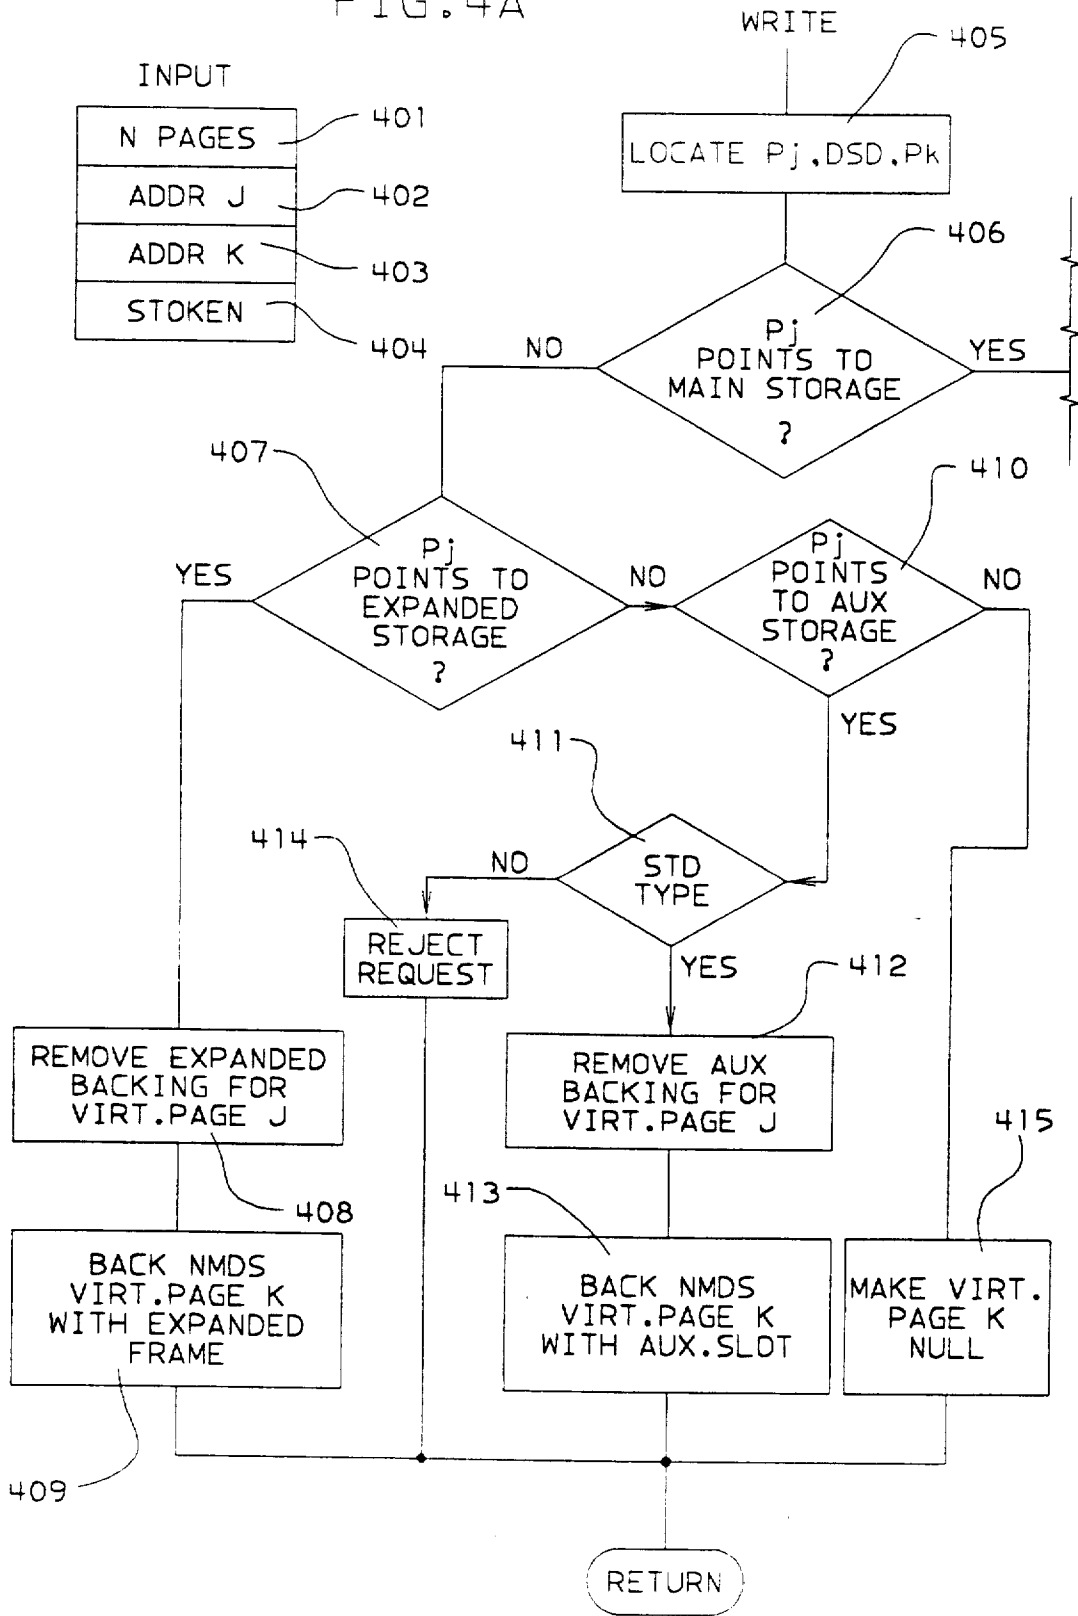 FIG.4A
WRITE
405
INPUT
N PAGES
401
LOCATE Pj.DSD.Pk
ADDR J
402
ADDR K
403
406
STOKEN
404
Pj
POINTS TO
MAIN STORAGE
?
NO
YES
407
410
Pj
POINTS TO
EXPANDED
STORAGE
?
YES
NO
Pj
POINTS
TO AUX
STORAGE
?
NO
YES
411
414
NO
STD
TYPE
REJECT
REQUEST
YES
412
REMOVE EXPANDED
BACKING FOR
VIRT.PAGE J
REMOVE AUX
BACKING FOR
VIRT.PAGE J
415
408
413
BACK NMDS
VIRT.PAGE K
WITH EXPANDED
FRAME
BACK NMDS
VIRT.PAGE K
WITH AUX.SLOT
MAKE VIRT.
PAGE K
NULL
409
RETURN